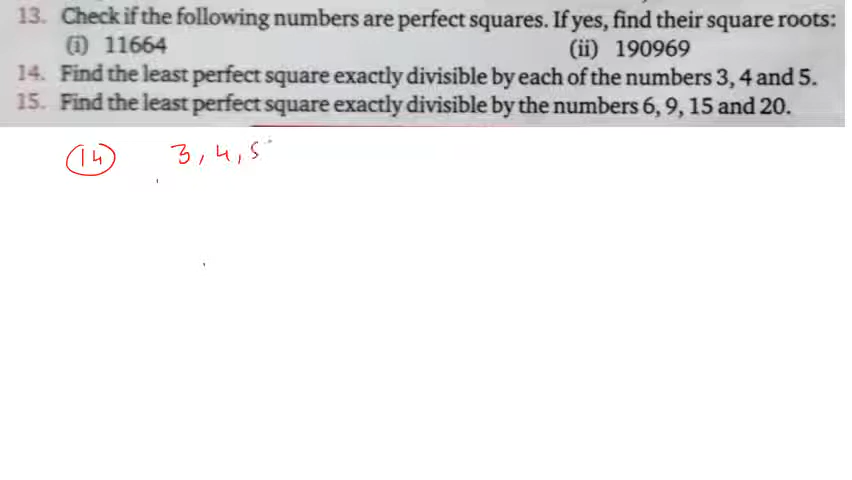 13. Check if the following numbers are perfect squares. If yes, find their square roots:
(i) 11664 (ii) 190969
14. Find the least perfect square exactly divisible by each of the numbers 3, 4 and 5.
15. Find the least perfect square exactly divisible by the numbers 6, 9, 15 and 20.
14 3, 4, 5